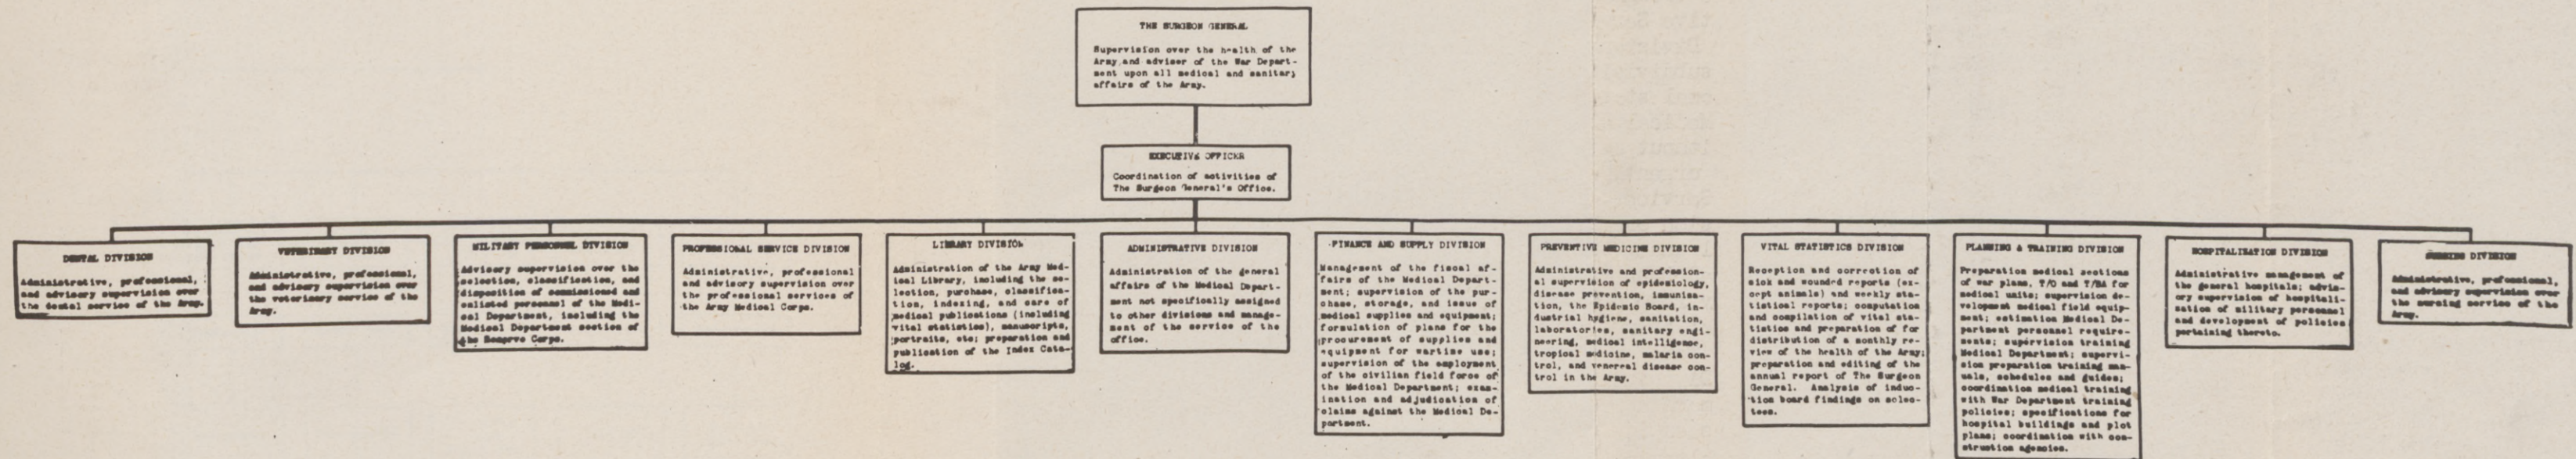 THE SURGEON GENERAL
Supervision over the health of the
Army and adviser of the War Depart-
ment upon all medical and sanitary
affairs of the Army.
EXECUTIVE OFFICER
Coordination of activities of
The Surgeon General's Office.
DENTAL DIVISION
Administrative, professional,
and advisory supervision over
the dental service of the Army.
VETERINARY DIVISION
Administrative, professional,
and advisory supervision over
the veterinary service of the
Army.
MILITARY PERSONNEL DIVISION
Advisory supervision over the
selection, classification, and
disposition of commissioned and
enlisted personnel of the Medi-
cal Department, including the
Medical Department section of
the Reserve Corps.
PROFESSIONAL SERVICE DIVISION
Administrative, professional
and advisory supervision over
the professional services of
the Army Medical Corps.
LIBRARY DIVISION
Administration of the Army Med-
ical Library, including the se-
lection, purchase, classifica-
tion, indexing, and care of
medical publications (including
vital statistics), manuscripts,
portraits, etc; preparation and
publication of the Index Cata-
log.
ADMINISTRATIVE DIVISION
Administration of the general
affairs of the Medical Depart-
ment not specifically assigned
to other divisions and manage-
ment of the service of the
office.
FINANCE AND SUPPLY DIVISION
Management of the fiscal af-
fairs of the Medical Depart-
ment; supervision of the pur-
chase, storage, and issue of
medical supplies and equipment;
formulation of plans for the
procurement of supplies and
equipment for wartime use;
supervision of the employment
of the civilian field force of
the Medical Department; exam-
ination and adjudication of
claims against the Medical De-
partment.
PREVENTIVE MEDICINE DIVISION
Administrative and profession-
al supervision of epidemiology,
disease prevention, immuniza-
tion, the Epidemic Board, in-
dustrial hygiene, sanitation,
laboratories, sanitary engi-
neering, medical intelligence,
tropical medicine, malaria con-
trol, and venereal disease con-
trol in the Army.
VITAL STATISTICS DIVISION
Reception and correction of
sick and wounded reports (ex-
cept animals) and weekly sta-
tistical reports; computation
and compilation of vital sta-
tistics and preparation of for
distribution of a monthly re-
view of the health of the Army;
preparation and editing of the
annual report of The Surgeon
General. Analysis of induc-
tion board findings on selec-
tees.
PLANNING & TRAINING DIVISION
Preparation medical sections
of war plans, T/O and T/BA for
medical units; supervision de-
velopment medical field equip-
ment; estimation Medical De-
partment personnel require-
ments; supervision training
Medical Department; supervi-
sion preparation training man-
uals, schedules and guides;
coordination medical training
with War Department training
policies; specifications for
hospital buildings and plot
plans; coordination with con-
struction agencies.
HOSPITALISATION DIVISION
Administrative management of
the general hospitals; advis-
ory supervision of hospitali-
sation of military personnel
and development of policies
pertaining thereto.
NURSING DIVISION
Administrative, professional,
and advisory supervision over
the nursing service of the
Army.